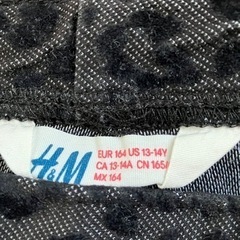 H&M
EUR 164 US 13-14Y
CA 13-14A CN 165/
MX 164